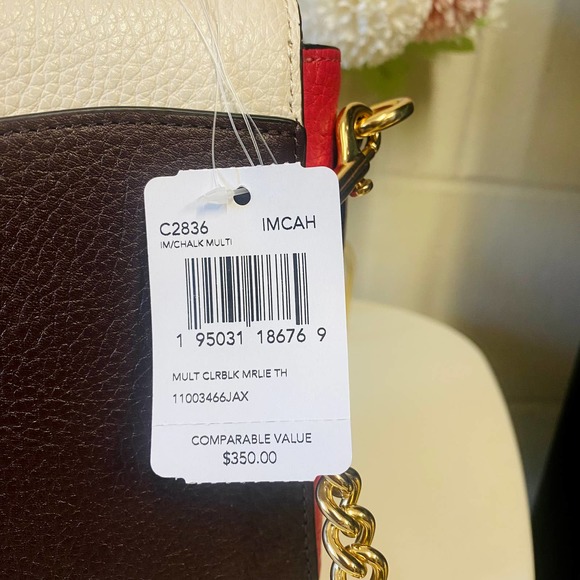 C2836 IMCAH
IM/CHALK MULTI
1 95031 18676 9
MULT CLRBLK MRLIE TH
11003466JAX
COMPARABLE VALUE
$350.00